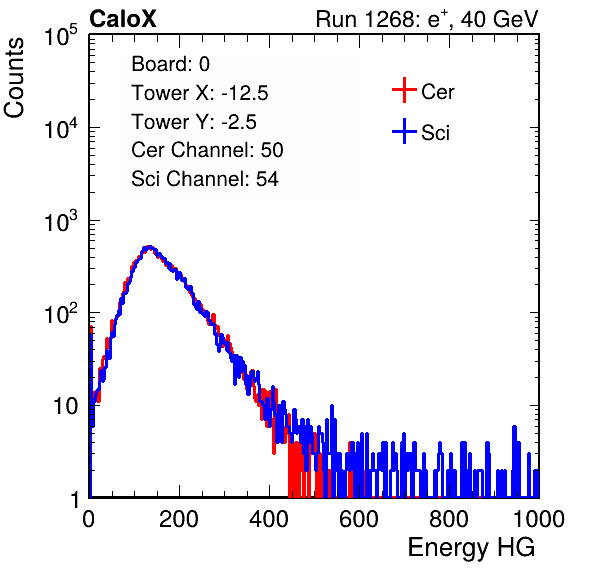 CaloX Run 1268: e⁺, 40 GeV
Counts
10⁵
10⁴
10³
10²
10
1
Board: 0
Tower X: -12.5
Tower Y: -2.5
Cer Channel: 50
Sci Channel: 54
Cer
Sci
0 200 400 600 800 1000
Energy HG